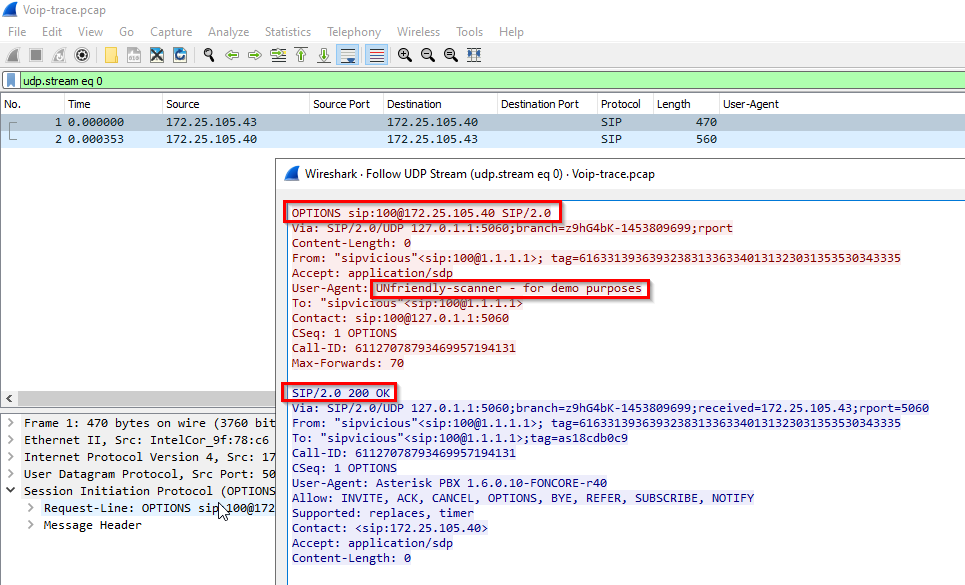 Voip-trace.pcap
File Edit View Go Capture Analyze Statistics Telephony Wireless Tools Help
udp.stream eq 0
No. Time Source Source Port Destination Destination Port Protocol Length User-Agent
1 0.000000 172.25.105.43 172.25.105.40 SIP 470
2 0.000353 172.25.105.40 172.25.105.43 SIP 560
Wireshark · Follow UDP Stream (udp.stream eq 0) · Voip-trace.pcap
OPTIONS sip:100@172.25.105.40 SIP/2.0
Via: SIP/2.0/UDP 127.0.1.1:5060;branch=z9hG4bK-1453809699;rport
Content-Length: 0
From: "sipvicious"<sip:100@1.1.1.1>; tag=6163313936393238313363340131323031353530343335
Accept: application/sdp
User-Agent: UNfriendly-scanner - for demo purposes
To: "sipvicious"<sip:100@1.1.1.1>
Contact: sip:100@127.0.1.1:5060
CSeq: 1 OPTIONS
Call-ID: 61127078793469957194131
Max-Forwards: 70
SIP/2.0 200 OK
Via: SIP/2.0/UDP 127.0.1.1:5060;branch=z9hG4bK-1453809699;received=172.25.105.43;rport=5060
From: "sipvicious"<sip:100@1.1.1.1>; tag=6163313936393238313363340131323031353530343335
To: "sipvicious"<sip:100@1.1.1.1>;tag=as18cdb0c9
Call-ID: 61127078793469957194131
CSeq: 1 OPTIONS
User-Agent: Asterisk PBX 1.6.0.10-FONCORE-r40
Allow: INVITE, ACK, CANCEL, OPTIONS, BYE, REFER, SUBSCRIBE, NOTIFY
Supported: replaces, timer
Contact: <sip:172.25.105.40>
Accept: application/sdp
Content-Length: 0
Frame 1: 470 bytes on wire (3760 bit
Ethernet II, Src: IntelCor_9f:78:c6
Internet Protocol Version 4, Src: 17
User Datagram Protocol, Src Port: 50
Session Initiation Protocol (OPTIONS
Request-Line: OPTIONS sip:100@172
Message Header